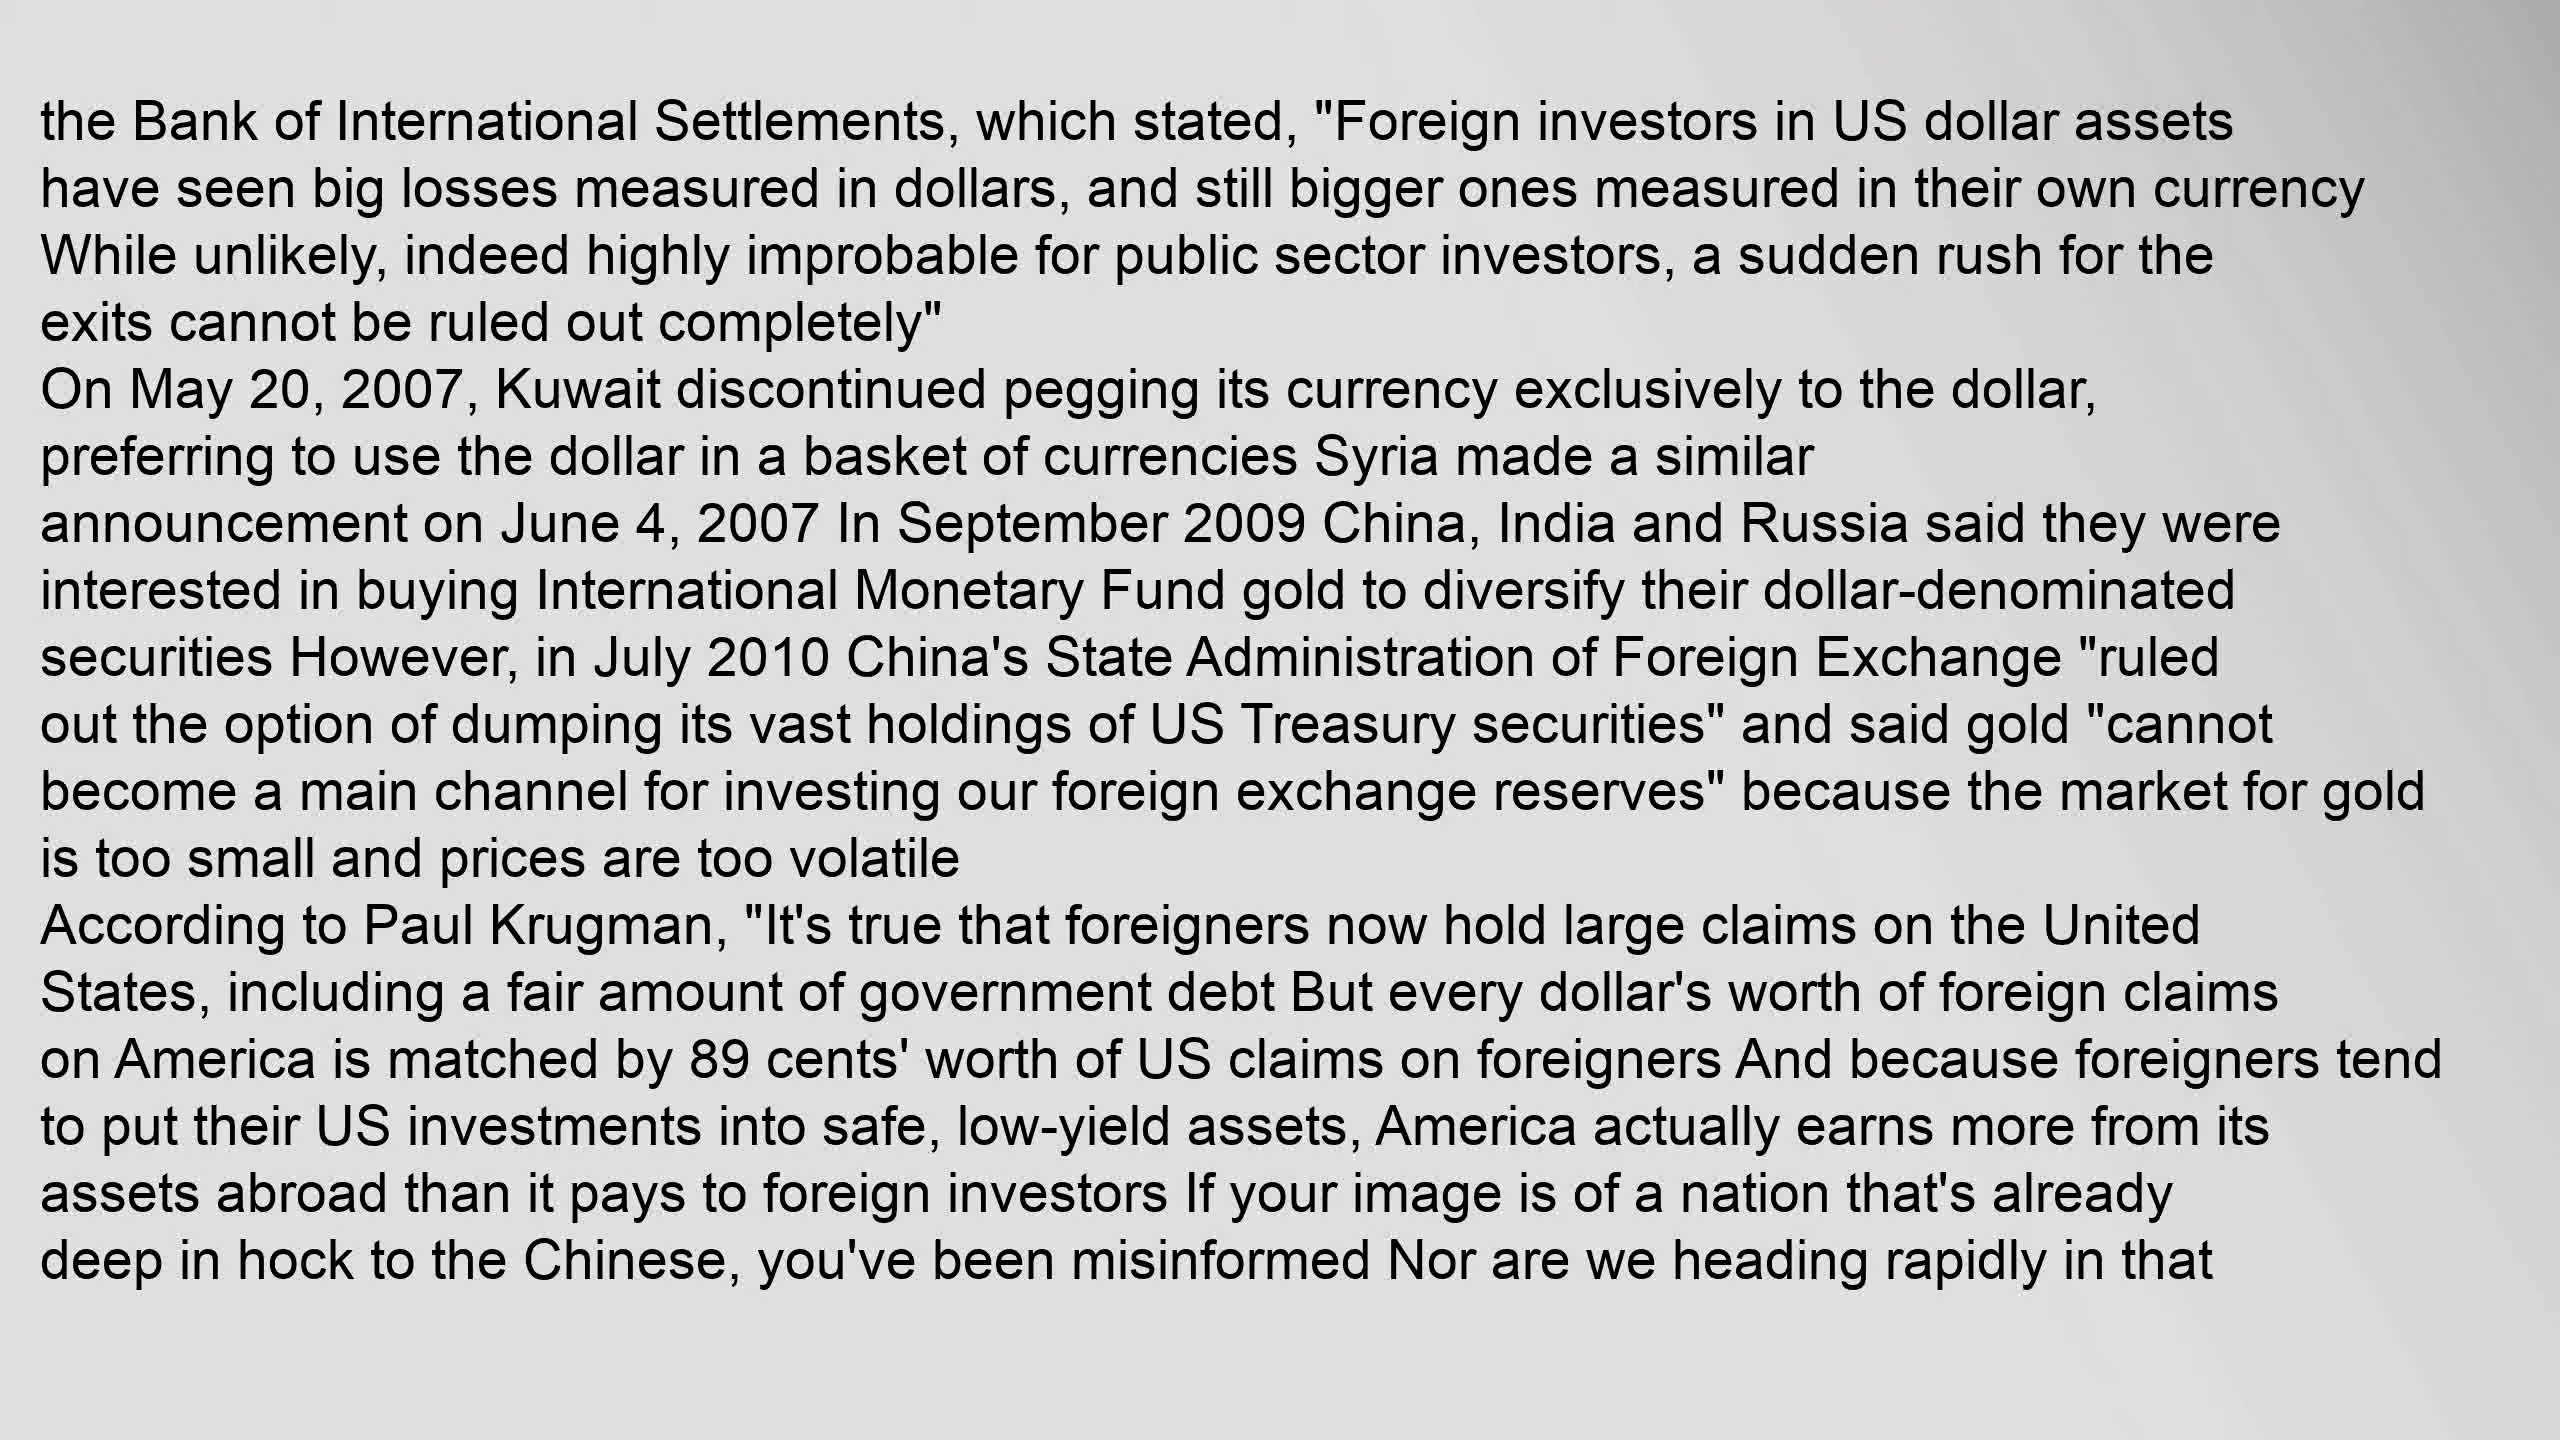 the Bank of International Settlements, which stated, "Foreign investors in US dollar assets
have seen big losses measured in dollars, and still bigger ones measured in their own currency
While unlikely, indeed highly improbable for public sector investors, a sudden rush for the
exits cannot be ruled out completely"
On May 20, 2007, Kuwait discontinued pegging its currency exclusively to the dollar,
preferring to use the dollar in a basket of currencies Syria made a similar
announcement on June 4, 2007 In September 2009 China, India and Russia said they were
interested in buying International Monetary Fund gold to diversify their dollar-denominated
securities However, in July 2010 China's State Administration of Foreign Exchange "ruled
out the option of dumping its vast holdings of US Treasury securities" and said gold "cannot
become a main channel for investing our foreign exchange reserves" because the market for gold
is too small and prices are too volatile
According to Paul Krugman, "It's true that foreigners now hold large claims on the United
States, including a fair amount of government debt But every dollar's worth of foreign claims
on America is matched by 89 cents' worth of US claims on foreigners And because foreigners tend
to put their US investments into safe, low-yield assets, America actually earns more from its
assets abroad than it pays to foreign investors If your image is of a nation that's already
deep in hock to the Chinese, you've been misinformed Nor are we heading rapidly in that